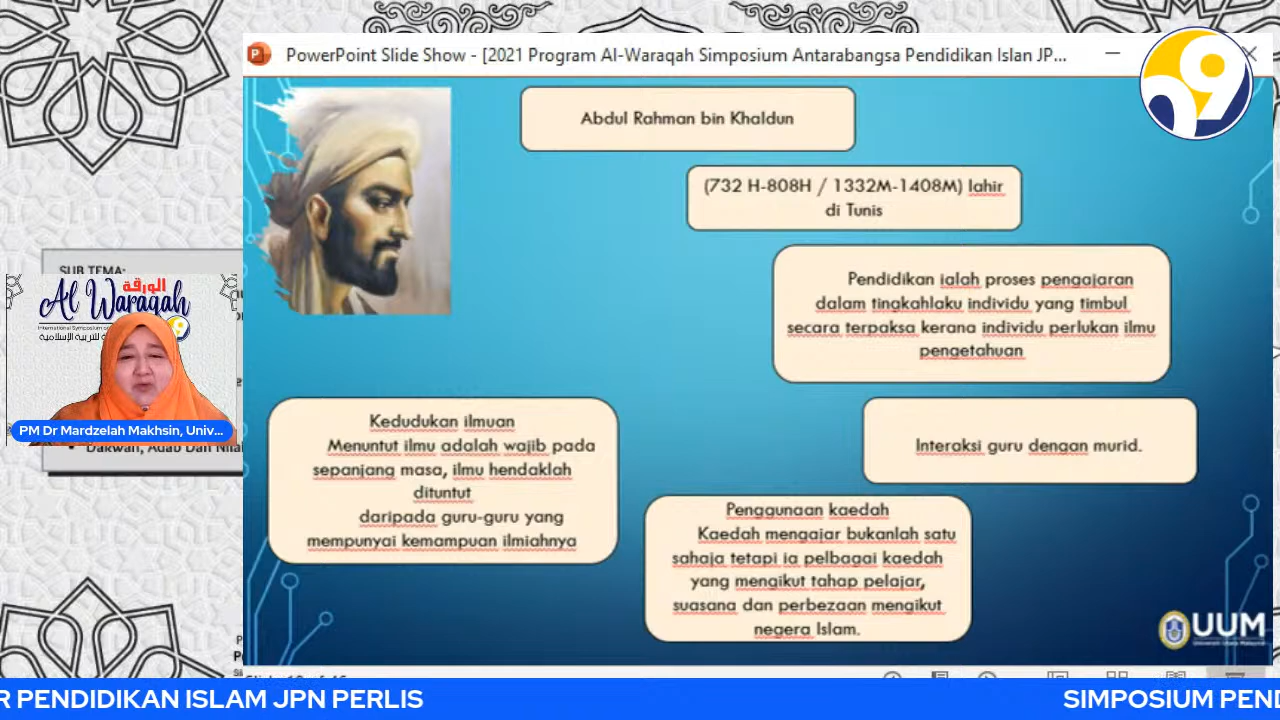 PowerPoint Slide Show - [2021 Program Al-Waraqah Simposium Antarabangsa Pendidikan Islan JP...
Abdul Rahman bin Khaldun
(732 H-808H / 1332M-1408M) lahir
di Tunis
Pendidikan ialah proses pengajaran
dalam tingkahlaku individu yang timbul
secara terpaksa kerana individu perlukan ilmu
pengetahuan
SUB TEMA:
الورقة
Al Waraqah
PM Dr Mardzelah Makhsin, Univ...
Kedudukan ilmuan
Menuntut ilmu adalah wajib pada
sepanjang masa, ilmu hendaklah
dituntut
daripada guru-guru yang
mempunyai kemampuan ilmiahnya
Interaksi guru dengan murid.
Penggunaan kaedah
Kaedah mengajar bukanlah satu
sahaja tetapi ia pelbagai kaedah
yang mengikut tahap pelajar,
suasana dan perbezaan mengikut
negera Islam.
UUM
Universiti Utara Malaysia
R PENDIDIKAN ISLAM JPN PERLIS
SIMPOSIUM PEND